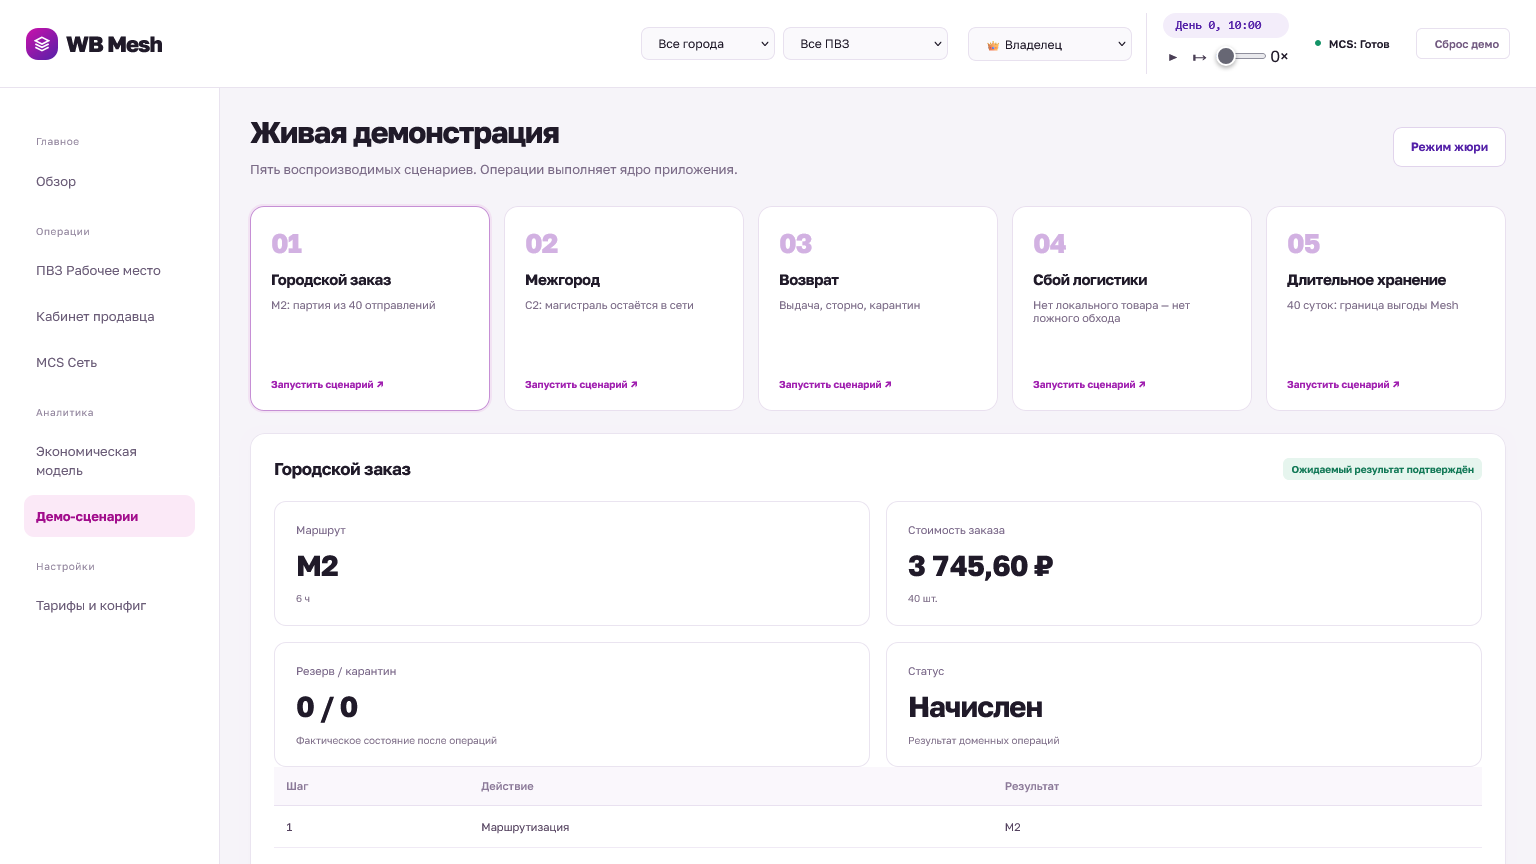 WB Mesh
Все города
Все ПВЗ
Владелец
День 0, 10:00
0×
MCS: Готов
Сброс демо
Главное
Обзор
Операции
ПВЗ Рабочее место
Кабинет продавца
MCS Сеть
Аналитика
Экономическая
модель
Демо-сценарии
Настройки
Тарифы и конфиг
Живая демонстрация
Пять воспроизводимых сценариев. Операции выполняет ядро приложения.
Режим жюри
01
Городской заказ
M2: партия из 40 отправлений
Запустить сценарий ↗
02
Межгород
C2: магистраль остаётся в сети
Запустить сценарий ↗
03
Возврат
Выдача, сторно, карантин
Запустить сценарий ↗
04
Сбой логистики
Нет локального товара — нет
ложного обхода
Запустить сценарий ↗
05
Длительное хранение
40 суток: граница выгоды Mesh
Запустить сценарий ↗
Городской заказ
Ожидаемый результат подтверждён
Маршрут
M2
6 ч
Стоимость заказа
3 745,60 ₽
40 шт.
Резерв / карантин
0 / 0
Фактическое состояние после операций
Статус
Начислен
Результат доменных операций
Шаг Действие Результат
1 Маршрутизация M2